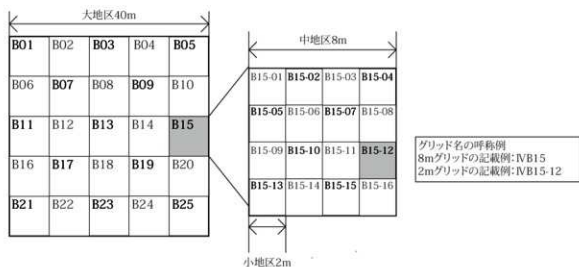 大地区40m
B01 B02 B03 B04 B05
B06 B07 B08 B09 B10
B11 B12 B13 B14 B15
B16 B17 B18 B19 B20
B21 B22 B23 B24 B25
中地区8m
B15-01 B15-02 B15-03 B15-04
B15-05 B15-06 B15-07 B15-08
B15-09 B15-10 B15-11 B15-12
B15-13 B15-14 B15-15 B15-16
小地区2m
グリッド名の呼称例
8mグリッドの記載例:ⅣB15
2mグリッドの記載例:ⅣB15-12